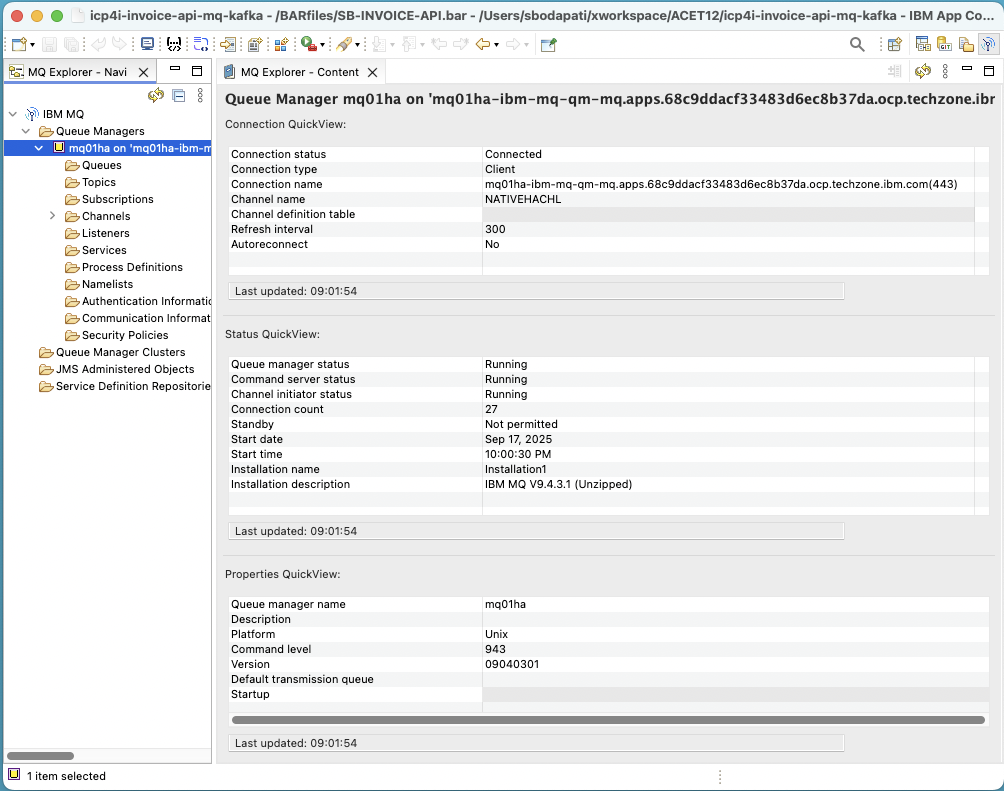 icp4i-invoice-api-mq-kafka - /BARfiles/SB-INVOICE-API.bar - /Users/sbodapati/xworkspace/ACET12/icp4i-invoice-api-mq-kafka - IBM App Co...
MQ Explorer - Navi
IBM MQ
Queue Managers
mq01ha on 'mq01ha-ibm-m
Queues
Topics
Subscriptions
Channels
Listeners
Services
Process Definitions
Namelists
Authentication Informatic
Communication Informat
Security Policies
Queue Manager Clusters
JMS Administered Objects
Service Definition Repositorie
MQ Explorer - Content
Queue Manager mq01ha on 'mq01ha-ibm-mq-qm-mq.apps.68c9ddacf33483d6ec8b37da.ocp.techzone.ibr
Connection QuickView:
Connection status Connected
Connection type Client
Connection name mq01ha-ibm-mq-qm-mq.apps.68c9ddacf33483d6ec8b37da.ocp.techzone.ibm.com(443)
Channel name NATIVEHACHL
Channel definition table
Refresh interval 300
Autoreconnect No
Last updated: 09:01:54
Status QuickView:
Queue manager status Running
Command server status Running
Channel initiator status Running
Connection count 27
Standby Not permitted
Start date Sep 17, 2025
Start time 10:00:30 PM
Installation name Installation1
Installation description IBM MQ V9.4.3.1 (Unzipped)
Last updated: 09:01:54
Properties QuickView:
Queue manager name mq01ha
Description
Platform Unix
Command level 943
Version 09040301
Default transmission queue
Startup
Last updated: 09:01:54
1 item selected